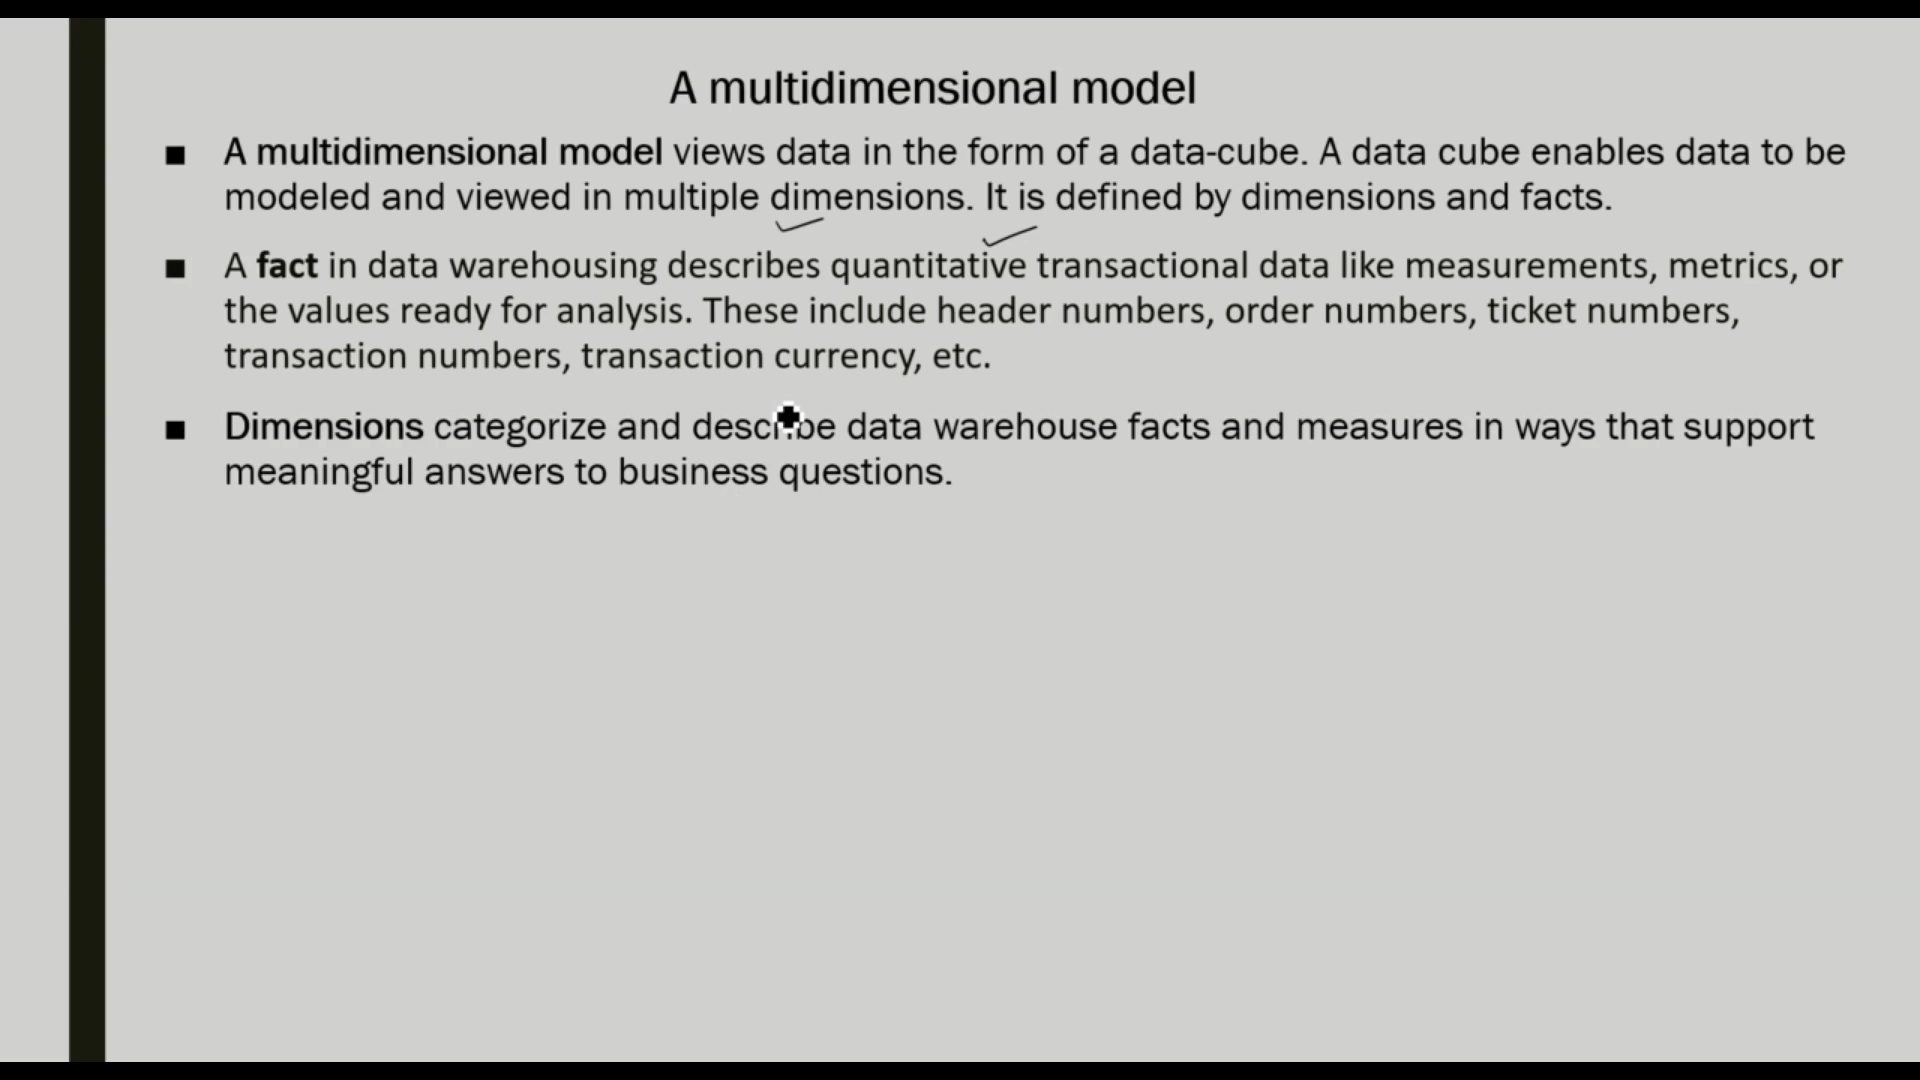 A multidimensional model
■ A multidimensional model views data in the form of a data-cube. A data cube enables data to be
modeled and viewed in multiple dimensions. It is defined by dimensions and facts.
■ A fact in data warehousing describes quantitative transactional data like measurements, metrics, or
the values ready for analysis. These include header numbers, order numbers, ticket numbers,
transaction numbers, transaction currency, etc.
■ Dimensions categorize and describe data warehouse facts and measures in ways that support
meaningful answers to business questions.